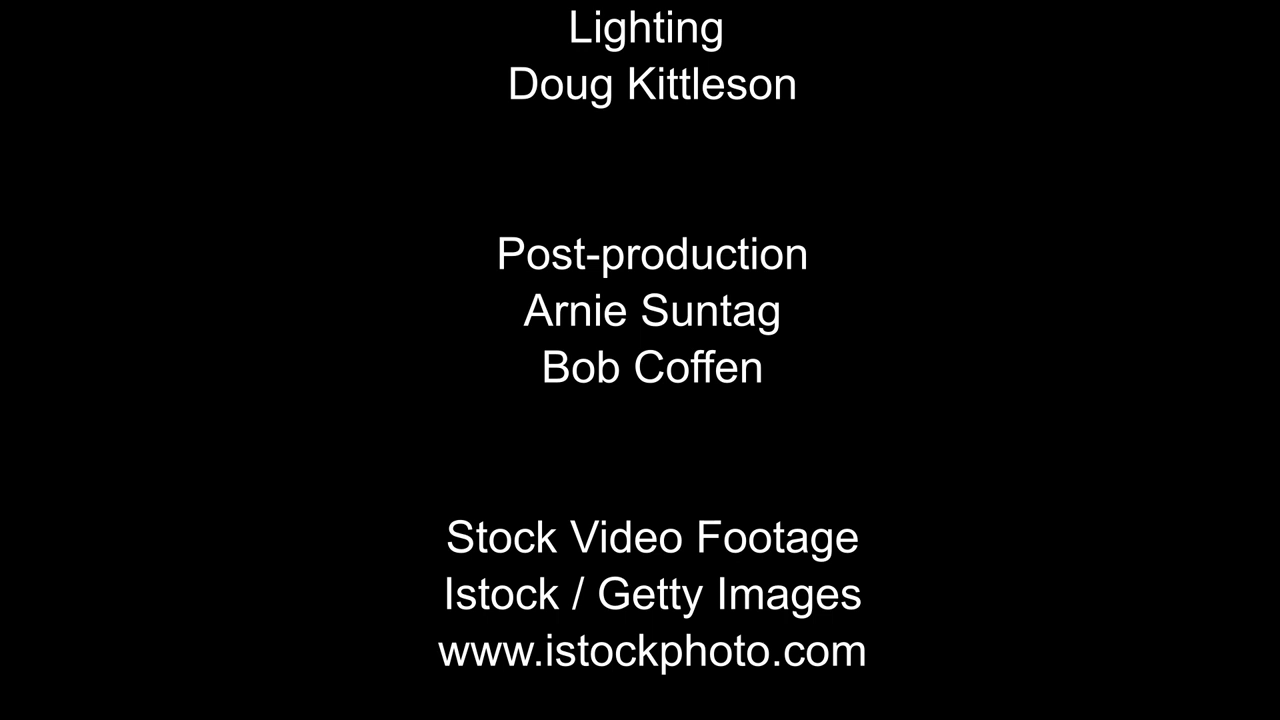 Lighting
Doug Kittleson
Post-production
Arnie Suntag
Bob Coffen
Stock Video Footage
Istock / Getty Images
www.istockphoto.com